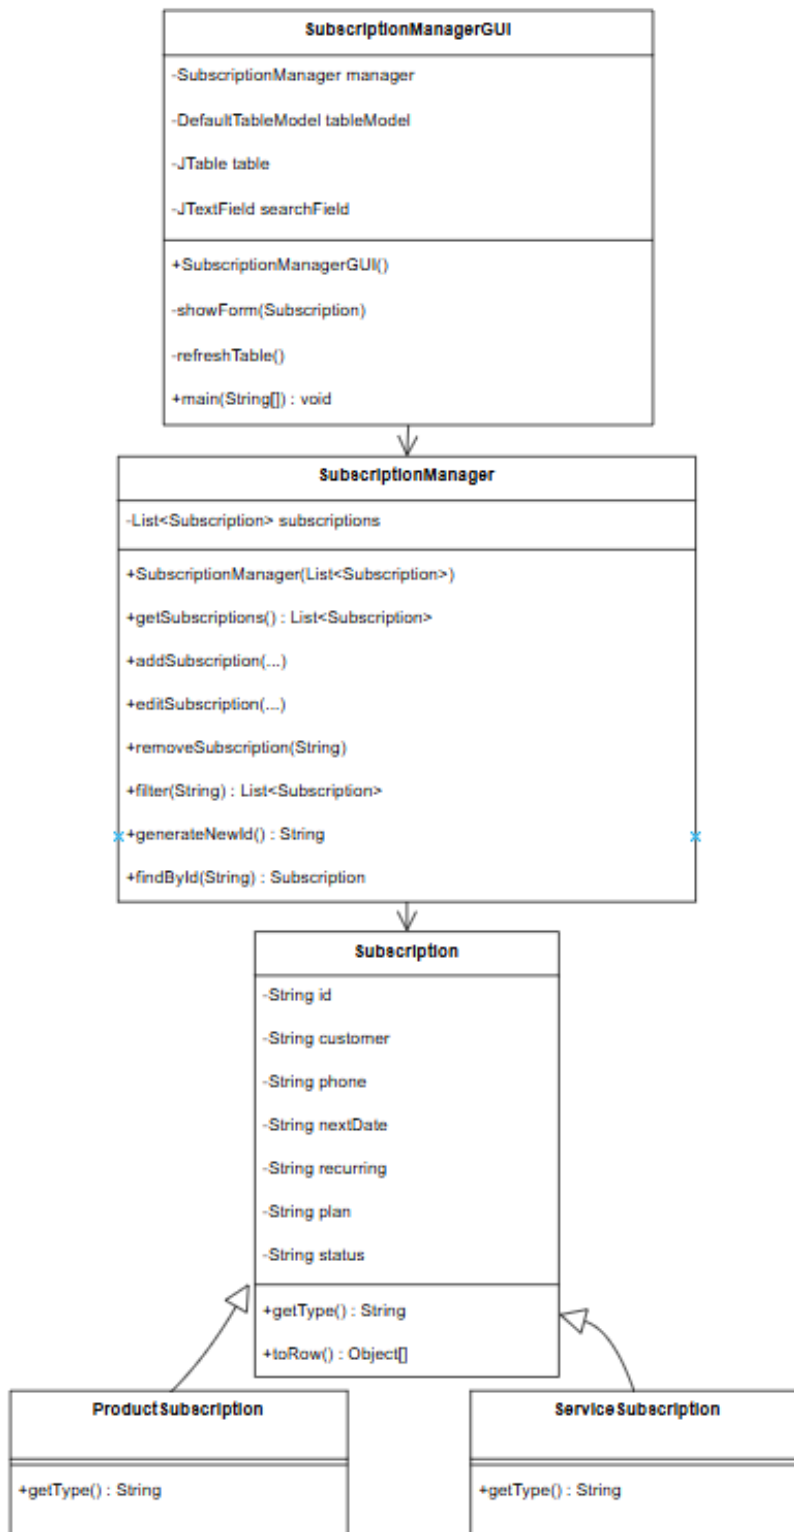 SubscriptionManagerGUI
-SubscriptionManager manager
-DefaultTableModel tableModel
-JTable table
-JTextField searchField
+SubscriptionManagerGUI()
-showForm(Subscription)
-refreshTable()
+main(String[]) : void
SubscriptionManager
-List<Subscription> subscriptions
+SubscriptionManager(List<Subscription>)
+getSubscriptions() : List<Subscription>
+addSubscription(...)
+editSubscription(...)
+removeSubscription(String)
+filter(String) : List<Subscription>
+generateNewId() : String
+findById(String) : Subscription
Subscription
-String id
-String customer
-String phone
-String nextDate
-String recurring
-String plan
-String status
+getType() : String
+toRow() : Object[]
ProductSubscription
+getType() : String
ServiceSubscription
+getType() : String